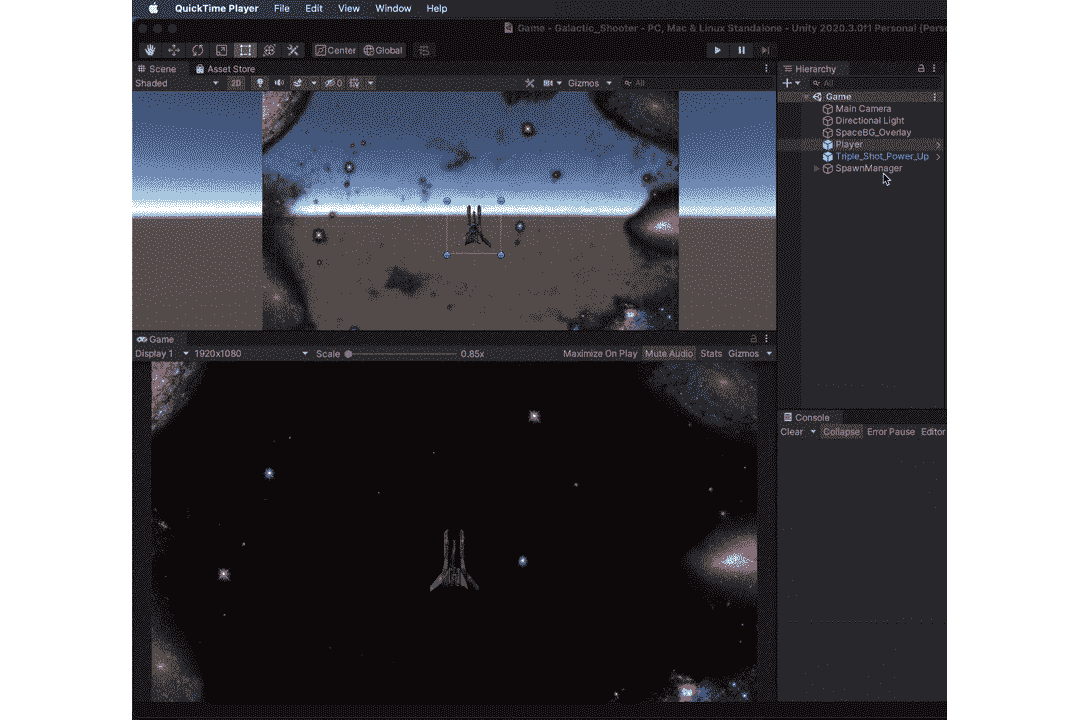 QuickTime Player File Edit View Window Help
Game - Galactic_Shooter - PC, Mac & Linux Standalone - Unity 2020.3.0f1 Personal
Center Global
Scene Asset Store
Shaded 2D 0 Gizmos All
Hierarchy
All
Game
Main Camera
Directional Light
SpaceBG_Overlay
Player
Triple_Shot_Power_Up
SpawnManager
Game
Display 1 1920x1080 Scale 0.85x Maximize On Play Mute Audio Stats Gizmos
Console
Clear Collapse Error Pause Editor